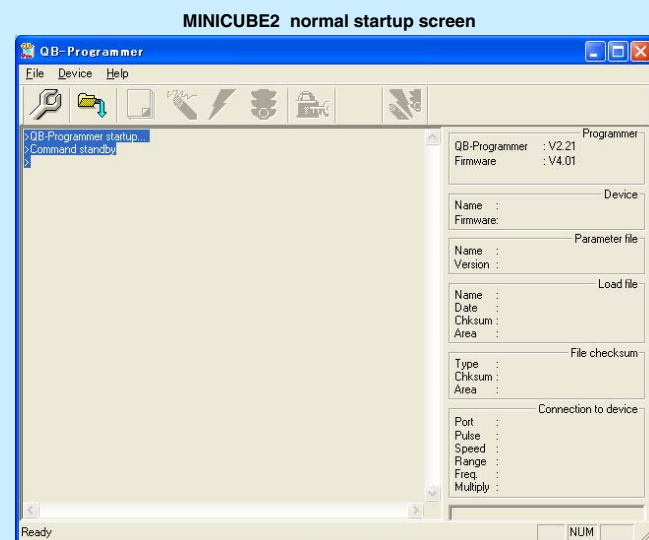 MINICUBE2 normal startup screen
QB-Programmer
File Device Help
>QB-Programmer startup...
>Command standby
>
Programmer
QB-Programmer : V2.21
Firmware : V4.01
Device
Name :
Firmware:
Parameter file
Name :
Version :
Load file
Name :
Date :
Chksum :
Area :
File checksum
Type :
Chksum :
Area :
Connection to device
Port :
Pulse :
Speed :
Range :
Freq. :
Multiply :
Ready
NUM